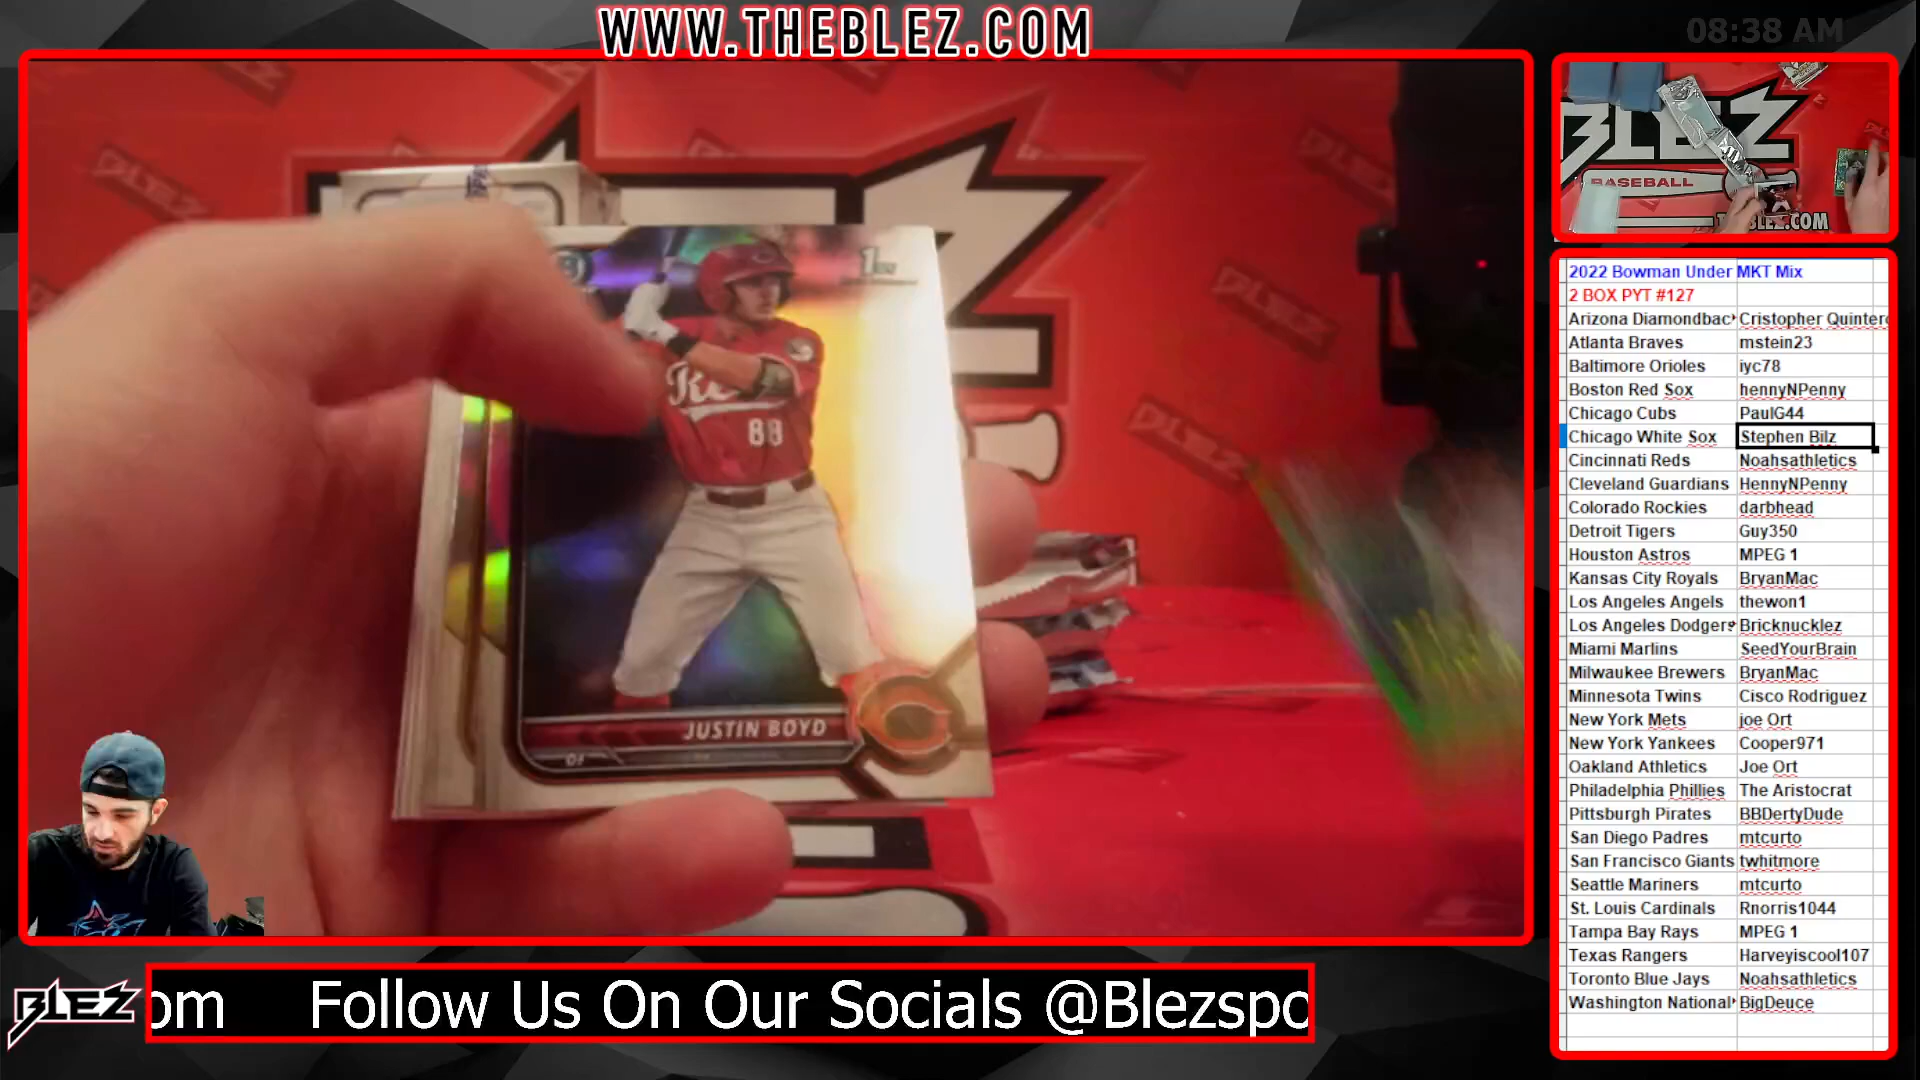 WWW.THEBLEZ.COM
08:38 AM
BLEZ
BASEBALL
1ST
88
JUSTIN BOYD
OF
2022 Bowman Under MKT Mix
2 BOX PYT #127
Arizona Diamondbac Cristopher Quintero
Atlanta Braves mstein23
Baltimore Orioles iyc78
Boston Red Sox hennyNPenny
Chicago Cubs PaulG44
Chicago White Sox Stephen Bilz
Cincinnati Reds Noahsathletics
Cleveland Guardians HennyNPenny
Colorado Rockies darbhead
Detroit Tigers Guy350
Houston Astros MPEG 1
Kansas City Royals BryanMac
Los Angeles Angels thewon1
Los Angeles Dodgers Bricknucklez
Miami Marlins SeedYourBrain
Milwaukee Brewers BryanMac
Minnesota Twins Cisco Rodriguez
New York Mets joe Ort
New York Yankees Cooper971
Oakland Athletics Joe Ort
Philadelphia Phillies The Aristocrat
Pittsburgh Pirates BBDertyDude
San Diego Padres mtcurto
San Francisco Giants twhitmore
Seattle Mariners mtcurto
St. Louis Cardinals Rnorris1044
Tampa Bay Rays MPEG 1
Texas Rangers Harveyiscool107
Toronto Blue Jays Noahsathletics
Washington National BigDeuce
BLEZ
om Follow Us On Our Socials @Blezspo